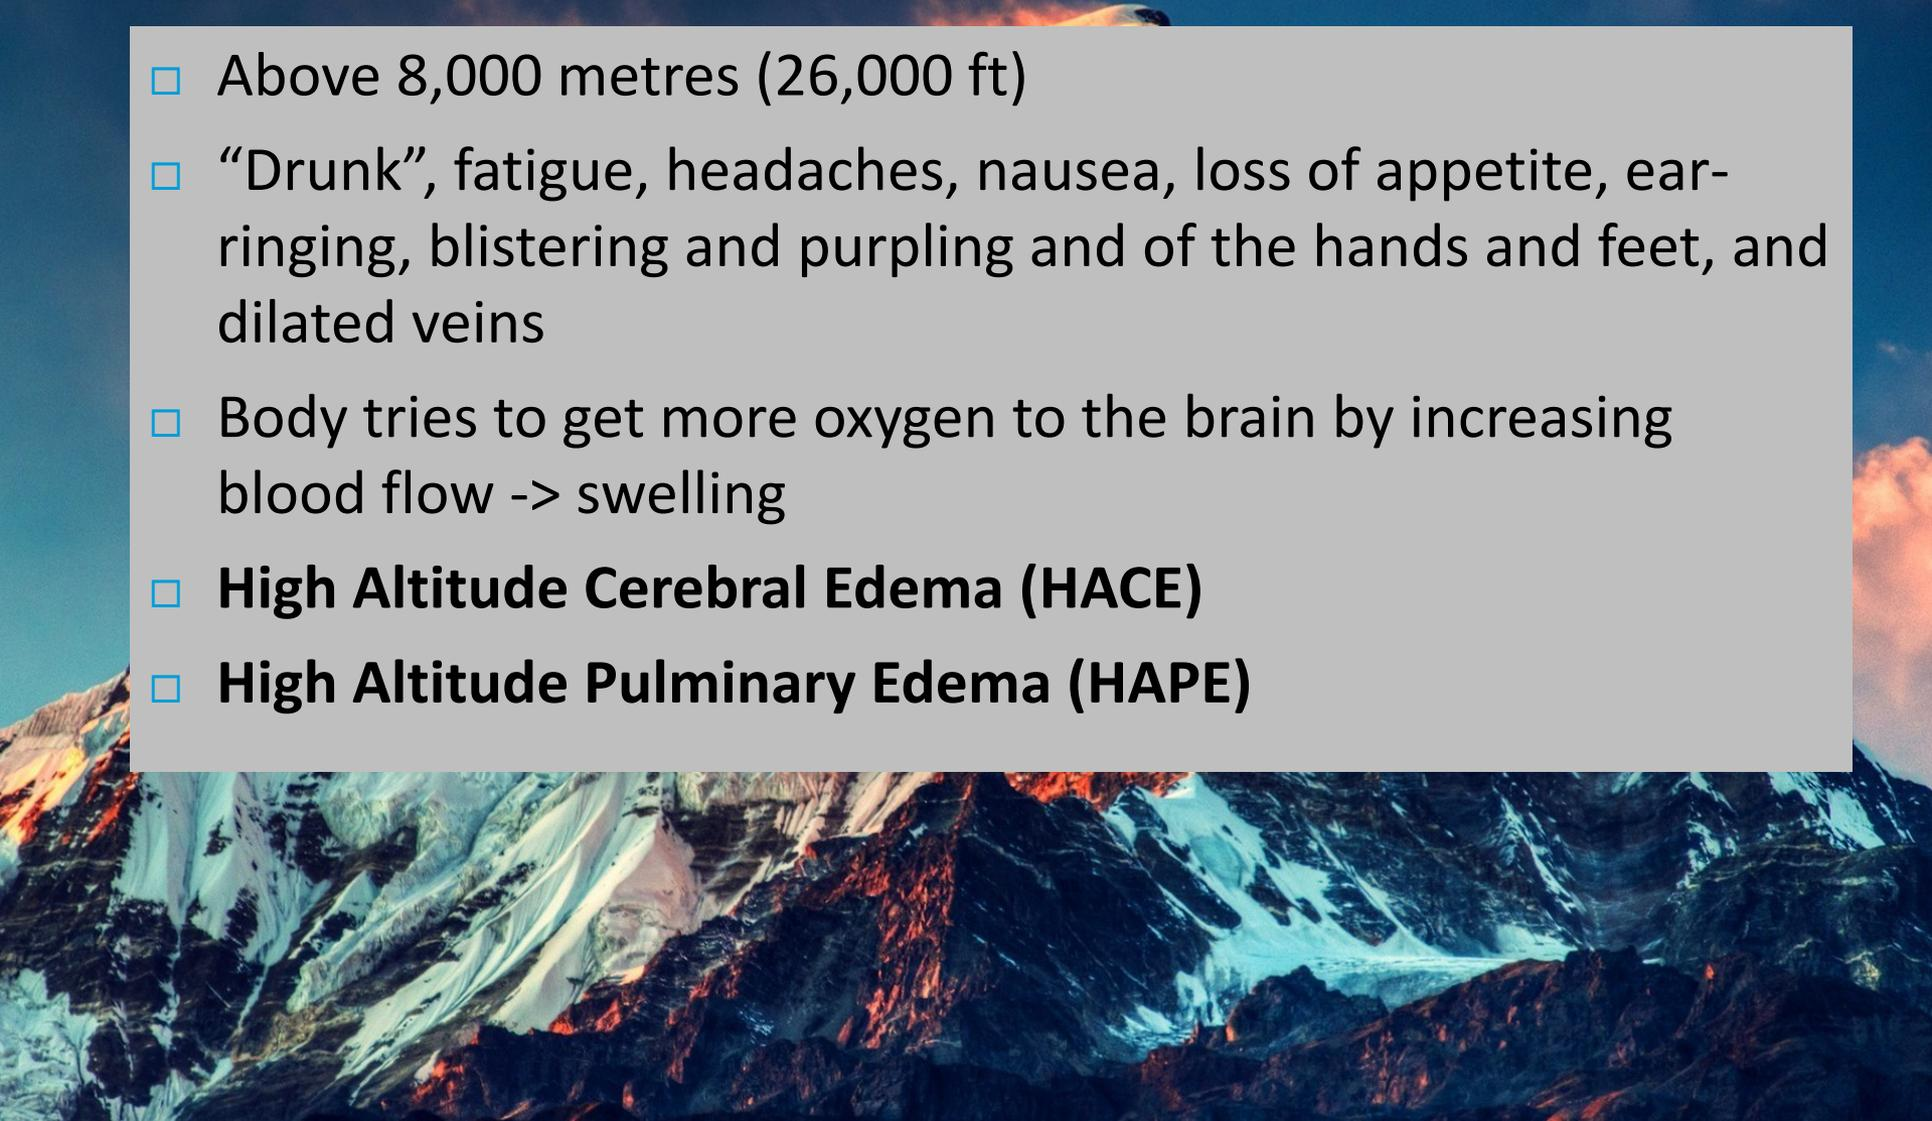 Above 8,000 metres (26,000 ft)
“Drunk”, fatigue, headaches, nausea, loss of appetite, ear-
ringing, blistering and purpling and of the hands and feet, and
dilated veins
Body tries to get more oxygen to the brain by increasing
blood flow -> swelling
High Altitude Cerebral Edema (HACE)
High Altitude Pulminary Edema (HAPE)